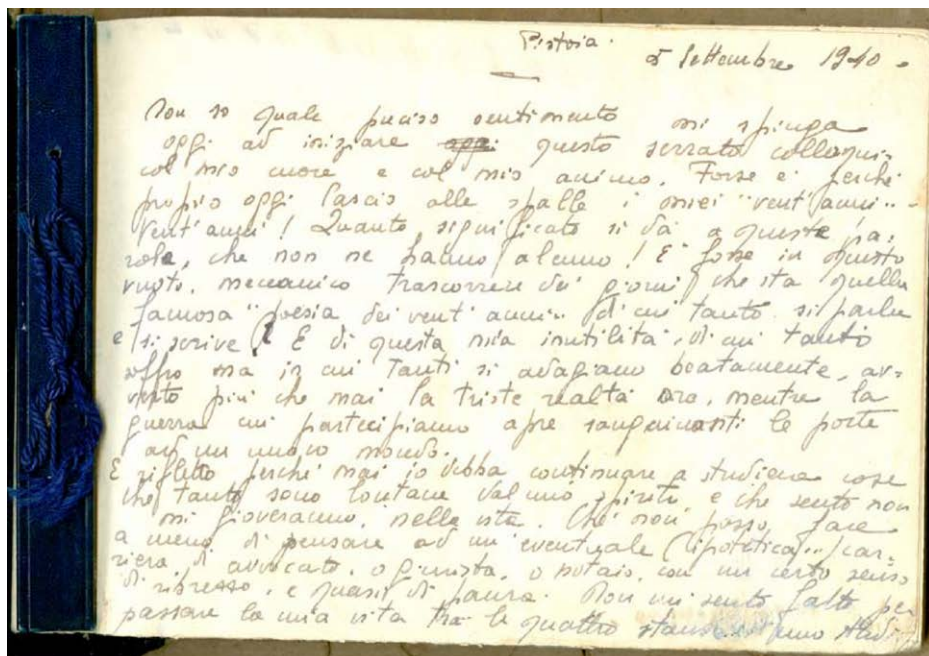 Pistoia.
5 Settembre 1940.
Non so quale preciso sentimento mi spinga
oggi ad iniziare oggi questo serrato colloqui-
col mio cuore e col mio animo. Forse e' perché
proprio oggi lascio alle spalle i miei "vent'anni"..
Vent'anni! Quanto significato si dà a queste pa-
role, che non ne hanno alcuno! E' forse in questo
vuoto, meccanico trascorrere dei giorni che sta quella
famosa "poesia dei vent'anni" di cui tanto si parla
e si scrive? E di questa mia inutilità, di cui tanto
soffro ma in cui tanti si adagiano beatamente, av-
verto più che mai la triste realtà ora, mentre la
guerra cui partecipiamo apre sanguinanti le porte
ad un nuovo mondo.
E rifletto perché mai io debba continuare a studiare cose
che tanto sono lontane dal mio spirito e che sento non
mi gioveranno, nella vita. Ché non posso fare
a meno di pensare ad un'eventuale (ipotetica...) car-
riera di avvocato, o giurista, o notaio, con un certo senso
di ribrezzo, e quasi di paura. Non mi sento fatto per
passare la mia vita tra le quattro stanze